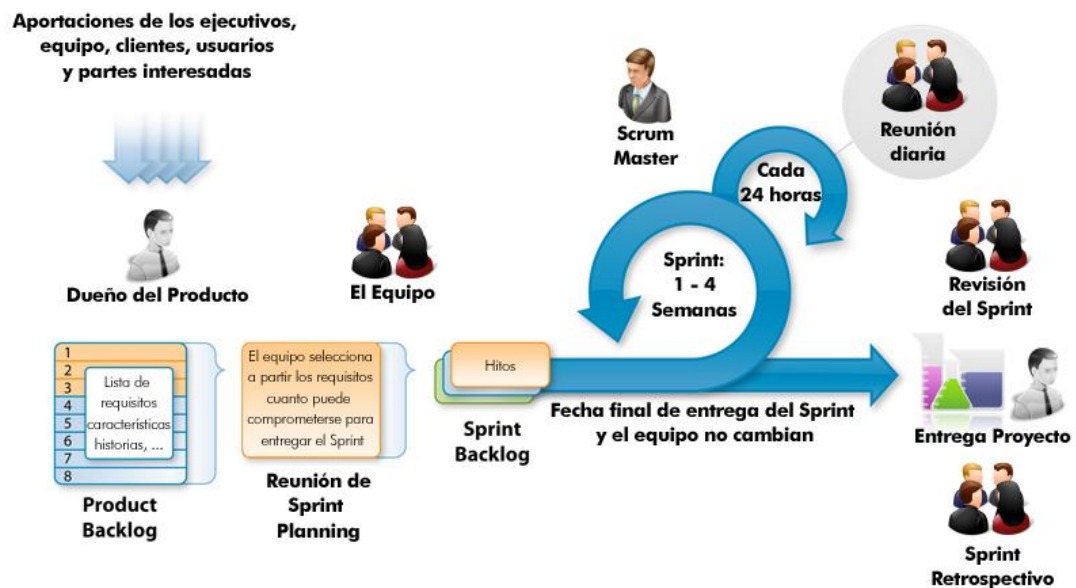 Aportaciones de los ejecutivos,
equipo, clientes, usuarios
y partes interesadas
Dueño del Producto
El Equipo
Scrum
Master
Cada
24 horas
Reunión
diaria
Sprint:
1 - 4
Semanas
Revisión
del Sprint
1
2
3
4
5
6
7
8
Lista de
requisitos
características
historias, ...
Product
Backlog
El equipo selecciona
a partir los requisitos
cuanto puede
comprometerse para
entregar el Sprint
Reunión de
Sprint
Planning
Hitos
Sprint
Backlog
Fecha final de entrega del Sprint
y el equipo no cambian
Entrega Proyecto
Sprint
Retrospectivo